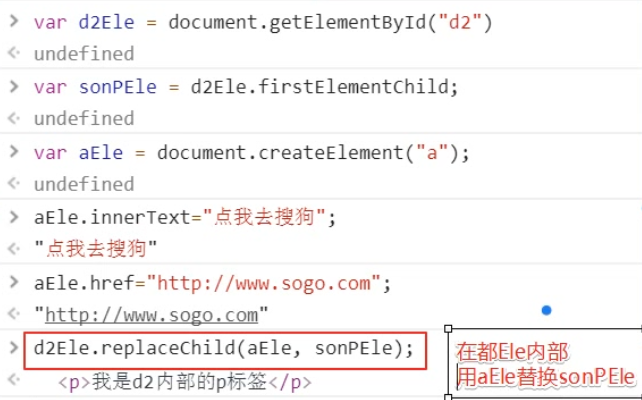 > var d2Ele = document.getElementById("d2")
<· undefined
> var sonPEle = d2Ele.firstElementChild;
<· undefined
> var aEle = document.createElement("a");
<· undefined
> aEle.innerText="点我去搜狗";
<· "点我去搜狗"
> aEle.href="http://www.sogo.com";
<· "http://www.sogo.com"
> d2Ele.replaceChild(aEle, sonPEle);
<· <p>我是d2内部的p标签</p>
在都Ele内部
用aEle替换sonPEle